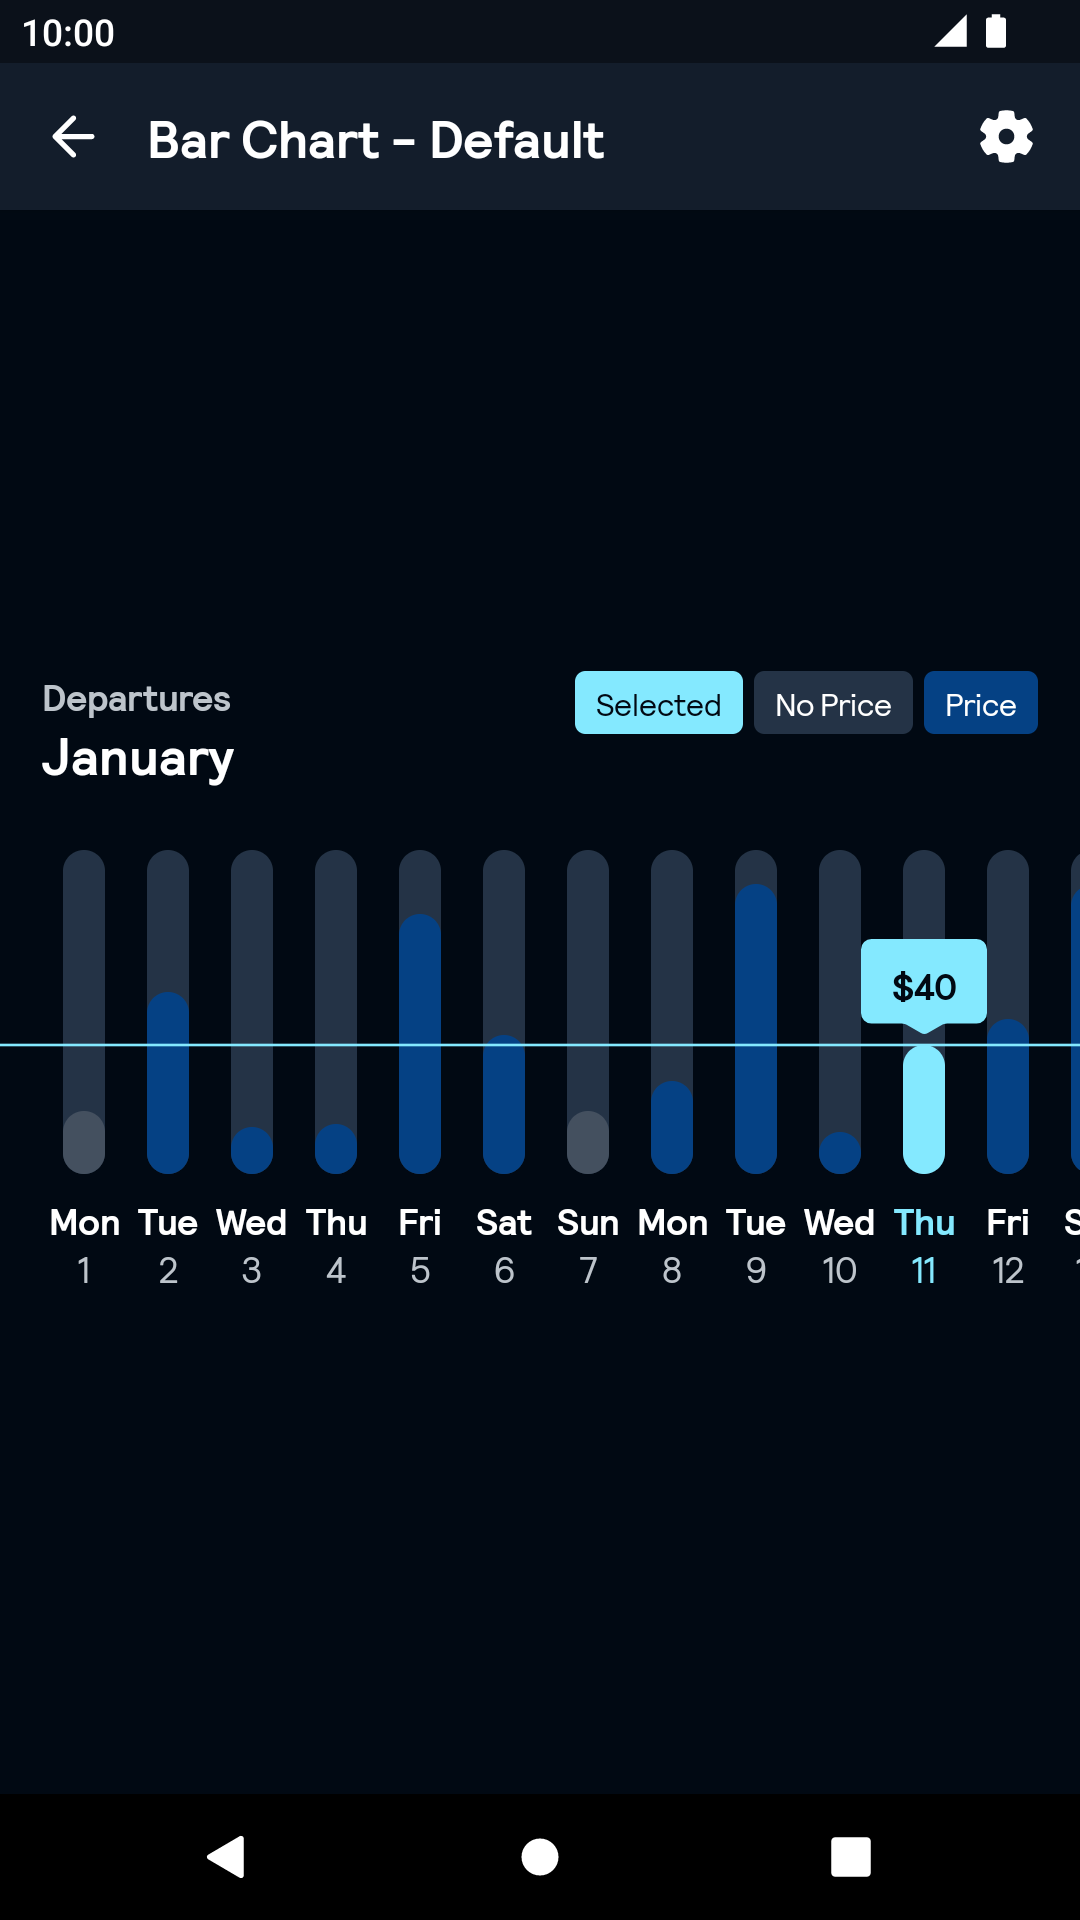 10:00
Bar Chart - Default
Departures
January
Selected No Price Price
$40
Mon Tue Wed Thu Fri Sat Sun Mon Tue Wed Thu Fri S
1 2 3 4 5 6 7 8 9 10 11 12